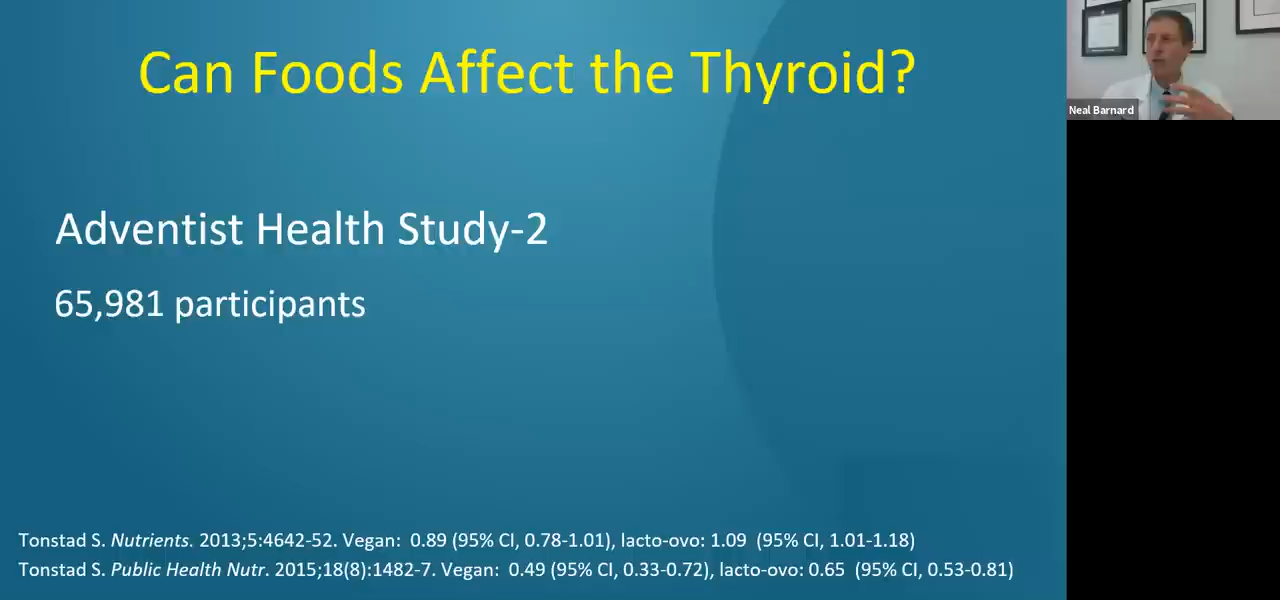 Can Foods Affect the Thyroid?
Neal Barnard
Adventist Health Study-2
65,981 participants
Tonstad S. Nutrients. 2013;5:4642-52. Vegan: 0.89 (95% CI, 0.78-1.01), lacto-ovo: 1.09 (95% CI, 1.01-1.18)
Tonstad S. Public Health Nutr. 2015;18(8):1482-7. Vegan: 0.49 (95% CI, 0.33-0.72), lacto-ovo: 0.65 (95% CI, 0.53-0.81)